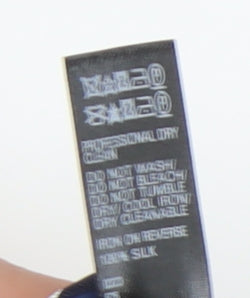 PROFESSIONAL DRY
CLEAN
DO NOT WASH/
DO NOT BLEACH/
DO NOT TUMBLE
DRY/ COOL IRON/
DRY CLEANABLE
IRON ON REVERSE
100% SILK